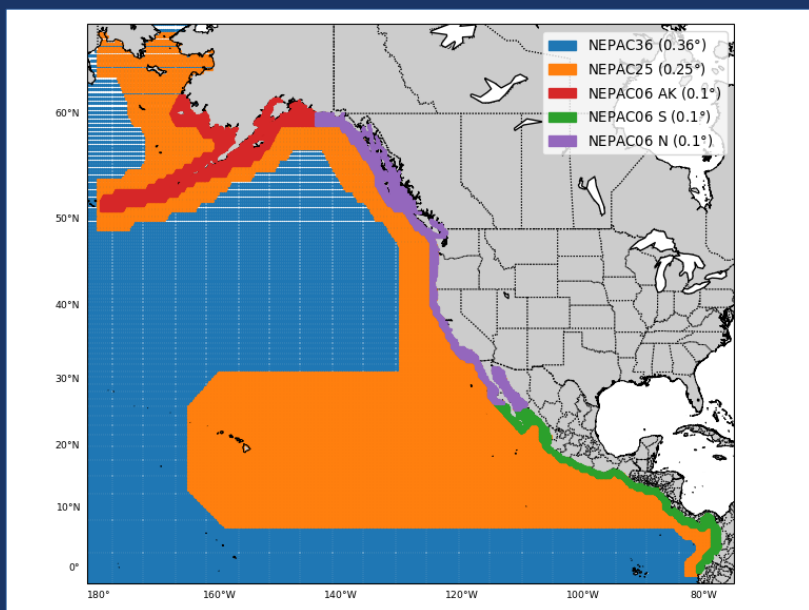 NEPAC36 (0.36°)
NEPAC25 (0.25°)
NEPAC06 AK (0.1°)
NEPAC06 S (0.1°)
NEPAC06 N (0.1°)
60°N
50°N
40°N
30°N
20°N
10°N
0°
180° 160°W 140°W 120°W 100°W 80°W